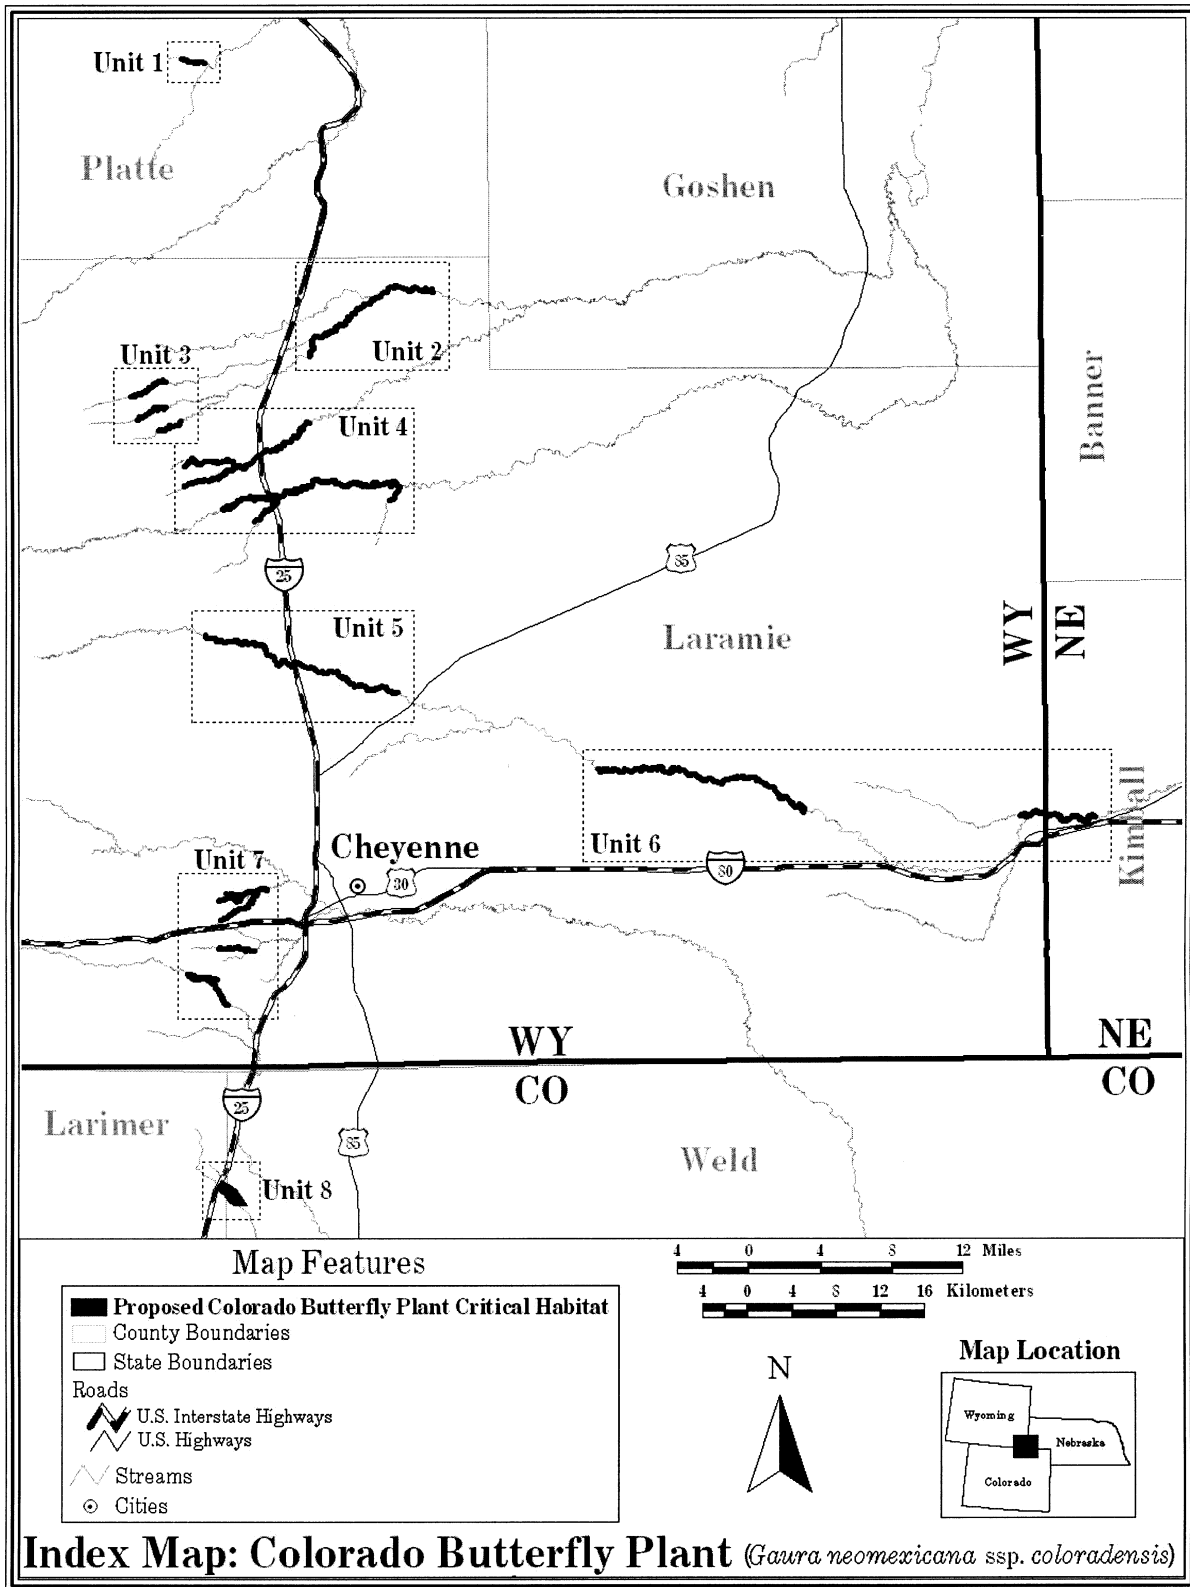 Unit 1
Platte
Goshen
Unit 3
Unit 2
Unit 4
Banner
85
25
WY
NE
Unit 5
Laramie
Kimball
Unit 7
Cheyenne
Unit 6
30
80
WY
NE
CO
CO
25
Larimer
85
Weld
Unit 8
Map Features
Proposed Colorado Butterfly Plant Critical Habitat
County Boundaries
State Boundaries
Roads
U.S. Interstate Highways
U.S. Highways
Streams
Cities
4 0 4 8 12 Miles
4 0 4 8 12 16 Kilometers
N
Map Location
Wyoming
Nebraska
Colorado
Index Map: Colorado Butterfly Plant (Gaura neomexicana ssp. coloradensis)